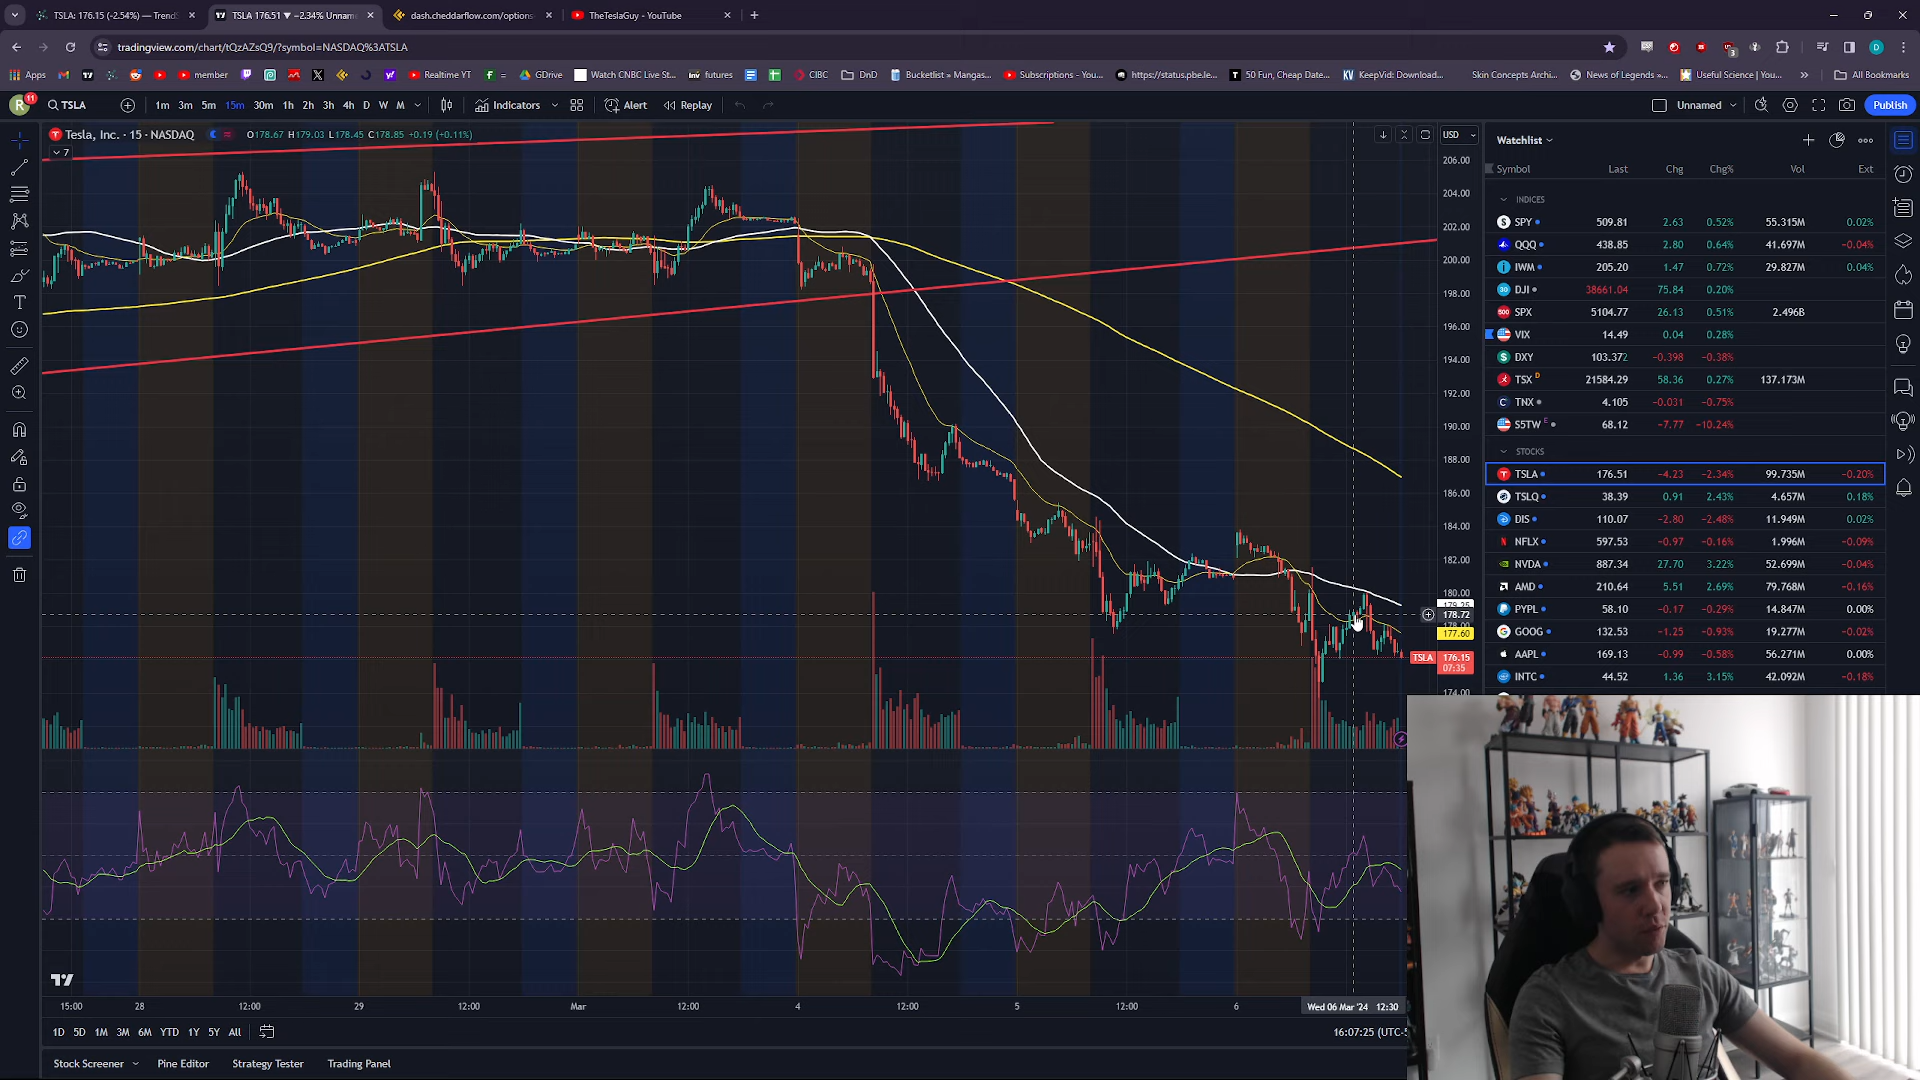 TSLA: 176.15 (-2.54%) — Trend
TSLA 176.51 ▼ −2.34% Unnam
dash.cheddarflow.com/options
TheTeslaGuy - YouTube
tradingview.com/chart/tQzAZsQ9/?symbol=NASDAQ%3ATSLA
Apps
member
Realtime YT
GDrive
Watch CNBC Live St...
inv futures
CIBC
DnD
Bucketlist – Mangas...
Subscriptions - You...
https://status.pbe.le...
50 Fun, Cheap Date...
KV KeepVid: Download...
Skin Concepts Archi...
News of Legends •...
Useful Science | You...
All Bookmarks
R 11 TSLA 1m 3m 5m 15m 30m 1h 2h 3h 4h D W M Indicators Alert Replay Unnamed Publish
Tesla, Inc. · 15 · NASDAQ O178.67 H179.03 L178.45 C178.85 +0.19 (+0.11%)
7
USD
206.00
204.00
202.00
200.00
198.00
196.00
194.00
192.00
190.00
188.00
186.00
184.00
182.00
180.00
178.72
177.60
TSLA 176.15
07:35
174.00
15:00 28 12:00 29 12:00 Mar 12:00 4 12:00 5 12:00 6 Wed 06 Mar '24 12:30
1D 5D 1M 3M 6M YTD 1Y 5Y All
16:07:25 (UTC-5
Stock Screener Pine Editor Strategy Tester Trading Panel
Watchlist
Symbol Last Chg Chg% Vol Ext
INDICES
SPY 509.81 2.63 0.52% 55.315M 0.02%
QQQ 438.85 2.80 0.64% 41.697M −0.04%
IWM 205.20 1.47 0.72% 29.827M 0.04%
DJI 38661.04 75.84 0.20%
SPX 5104.77 26.13 0.51% 2.496B
VIX 14.49 0.04 0.28%
DXY 103.372 −0.398 −0.38%
TSX D 21584.29 58.36 0.27% 137.173M
TNX 4.105 −0.031 −0.75%
S5TW E 68.12 −7.77 −10.24%
STOCKS
TSLA 176.51 −4.23 −2.34% 99.735M −0.20%
TSLQ 38.39 0.91 2.43% 4.657M 0.18%
DIS 110.07 −2.80 −2.48% 11.949M 0.02%
NFLX 597.53 −0.97 −0.16% 1.996M −0.09%
NVDA 887.34 27.70 3.22% 52.699M −0.04%
AMD 210.64 5.51 2.69% 79.768M −0.16%
PYPL 58.10 −0.17 −0.29% 14.847M 0.00%
GOOG 132.53 −1.25 −0.93% 19.277M −0.02%
AAPL 169.13 −0.99 −0.58% 56.271M 0.00%
INTC 44.52 1.36 3.15% 42.092M −0.18%